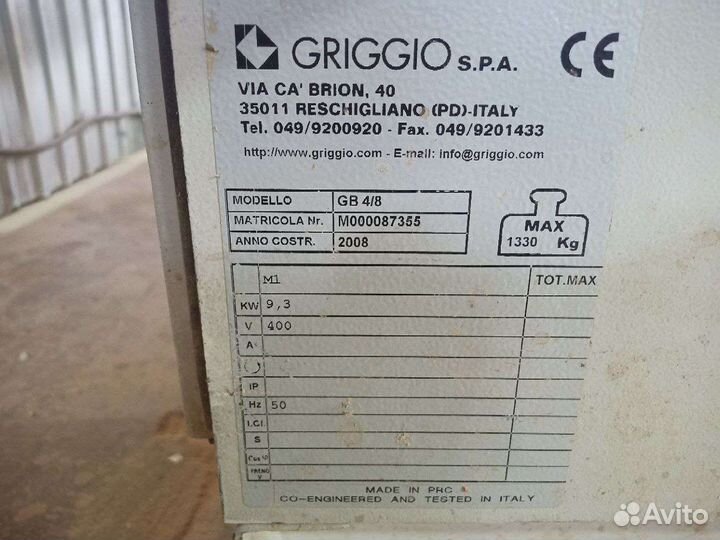 GRIGGIO S.P.A. CE
VIA CA' BRION, 40
35011 RESCHIGLIANO (PD)-ITALY
Tel. 049/9200920 - Fax. 049/9201433
http://www.griggio.com - E-mail: info@griggio.com
MODELLO GB 4/8
MATRICOLA Nr. M000087355
ANNO COSTR. 2008
MAX
1330 Kg
M1 TOT.MAX
KW 9,3
V 400
A
IP
Hz 50
I.Cl.
S
Cos φ
FRENO V
MADE IN PRC
CO-ENGINEERED AND TESTED IN ITALY
Avito